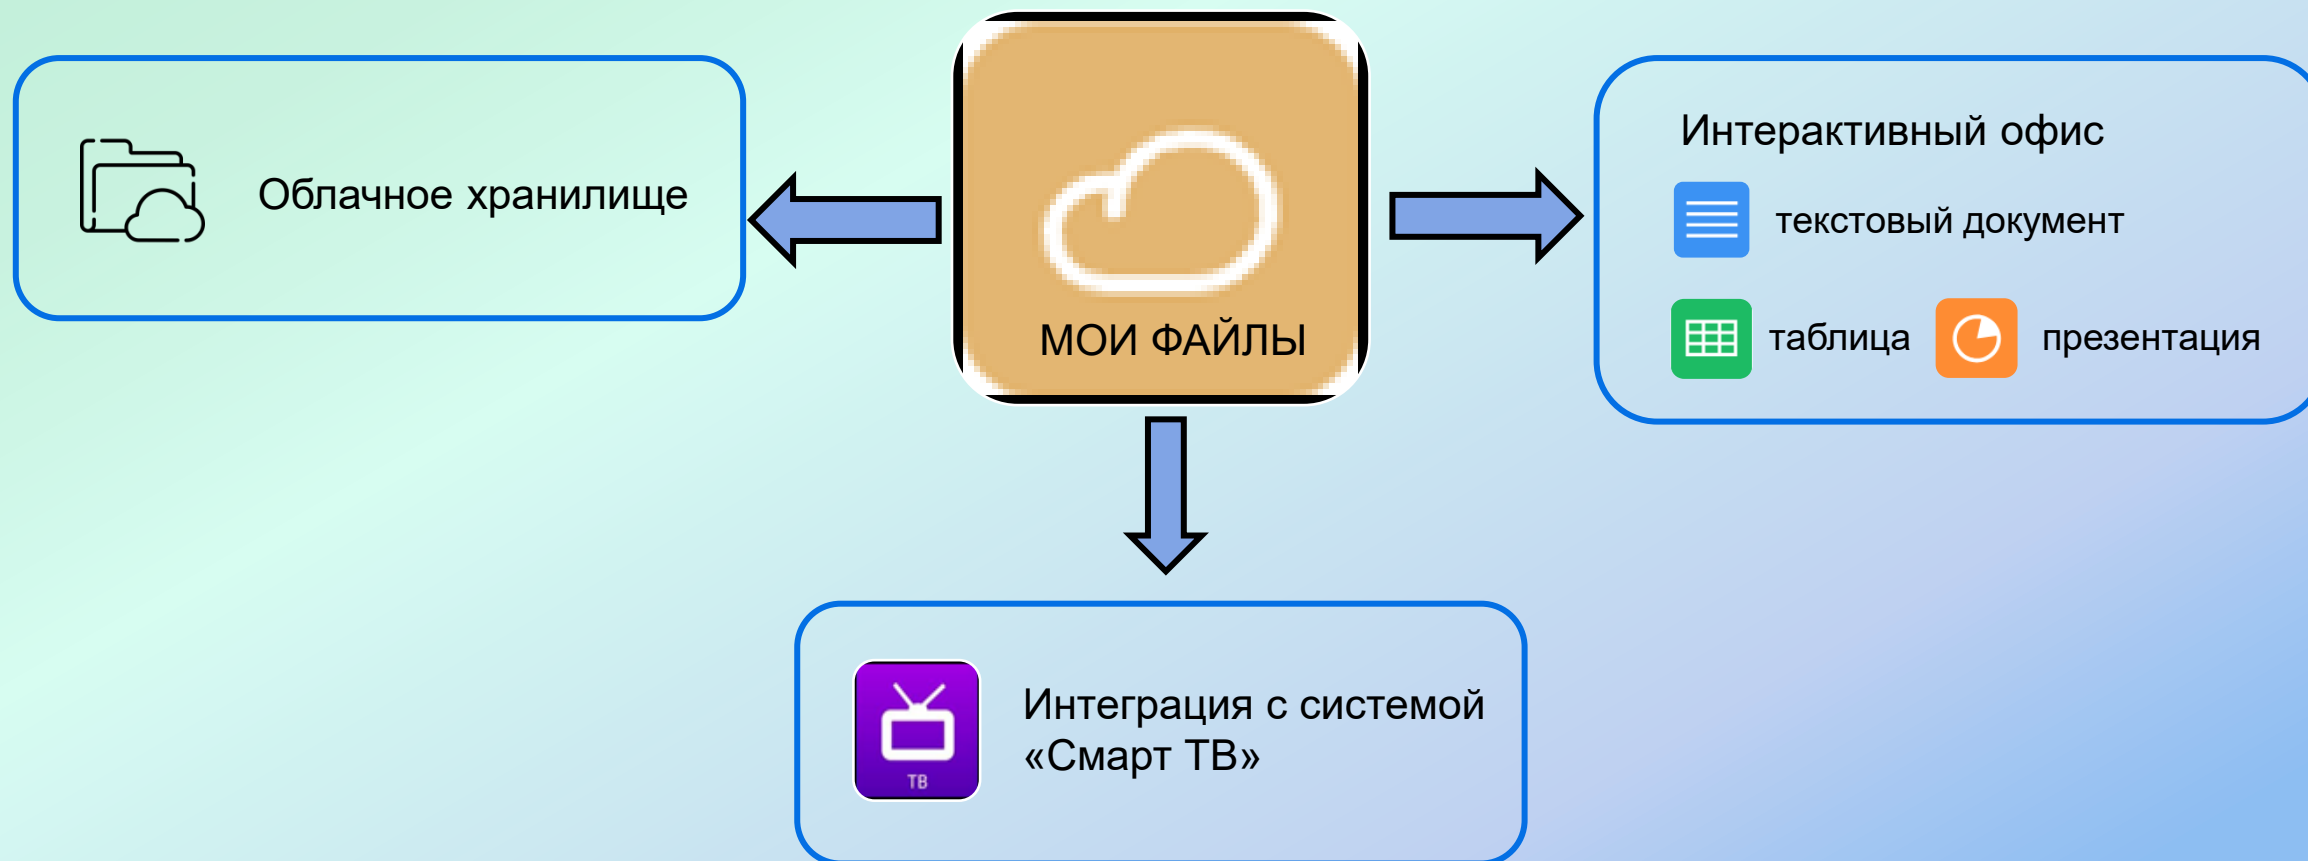 Облачное хранилище
МОИ ФАЙЛЫ
Интерактивный офис
текстовый документ
таблица
презентация
ТВ
Интеграция с системой
«Смарт ТВ»